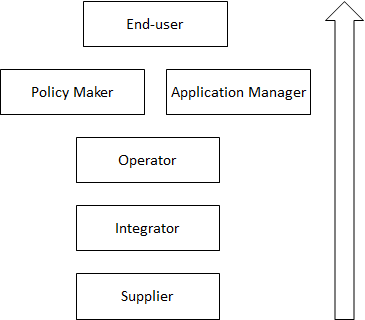 End-user
Policy Maker
Application Manager
Operator
Integrator
Supplier